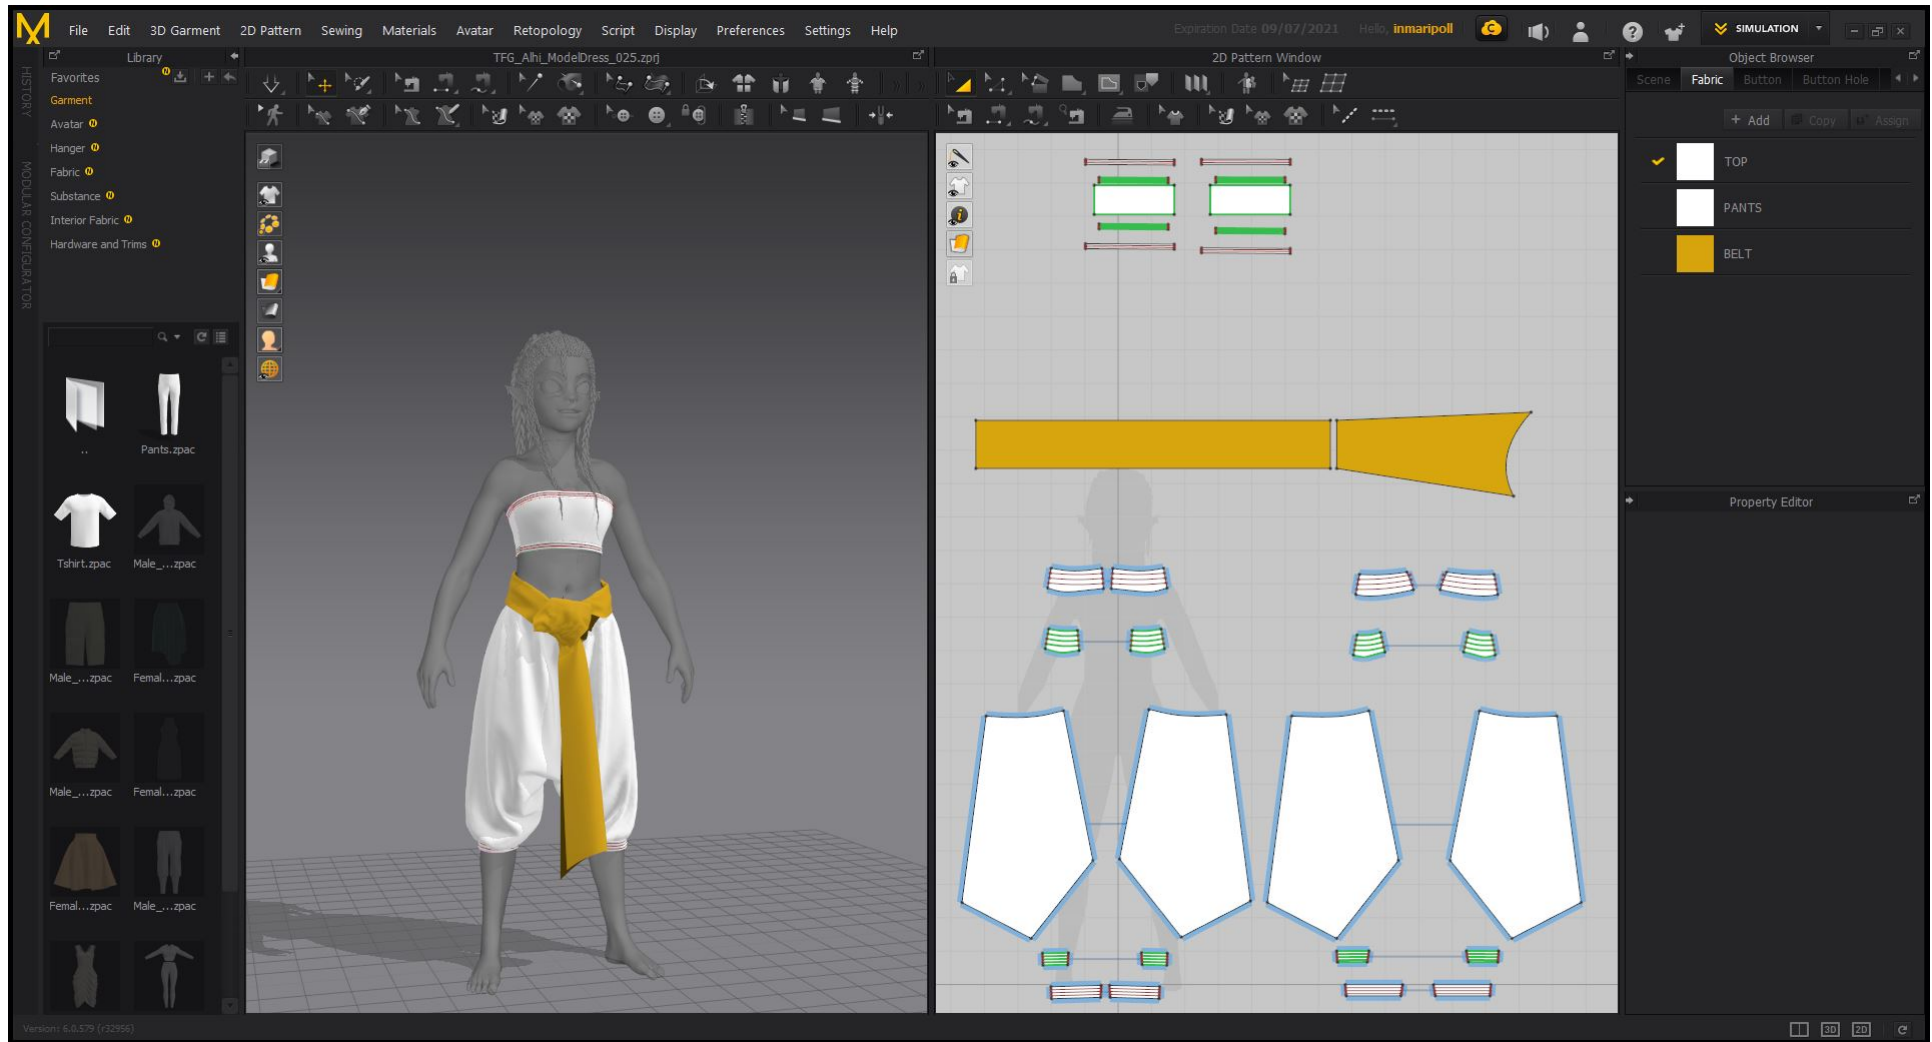 File Edit 3D Garment 2D Pattern Sewing Materials Avatar Retopology Script Display Preferences Settings Help
Expiration Date 09/07/2021 Hello, inmaripoll
SIMULATION
HISTORY
MODULAR CONFIGURATOR
Library
Favorites
Garment
Avatar
Hanger
Fabric
Substance
Interior Fabric
Hardware and Trims
..
Pants.zpac
Tshirt.zpac
Male_...zpac
Male_...zpac
Femal...zpac
Male_...zpac
Femal...zpac
Femal...zpac
Male_...zpac
TFG_Alhi_ModelDress_025.zprj
2D Pattern Window
Object Browser
Scene Fabric Button Button Hole
+ Add Copy Assign
TOP
PANTS
BELT
Property Editor
Version: 6.0.579 (r32956)
3D 2D